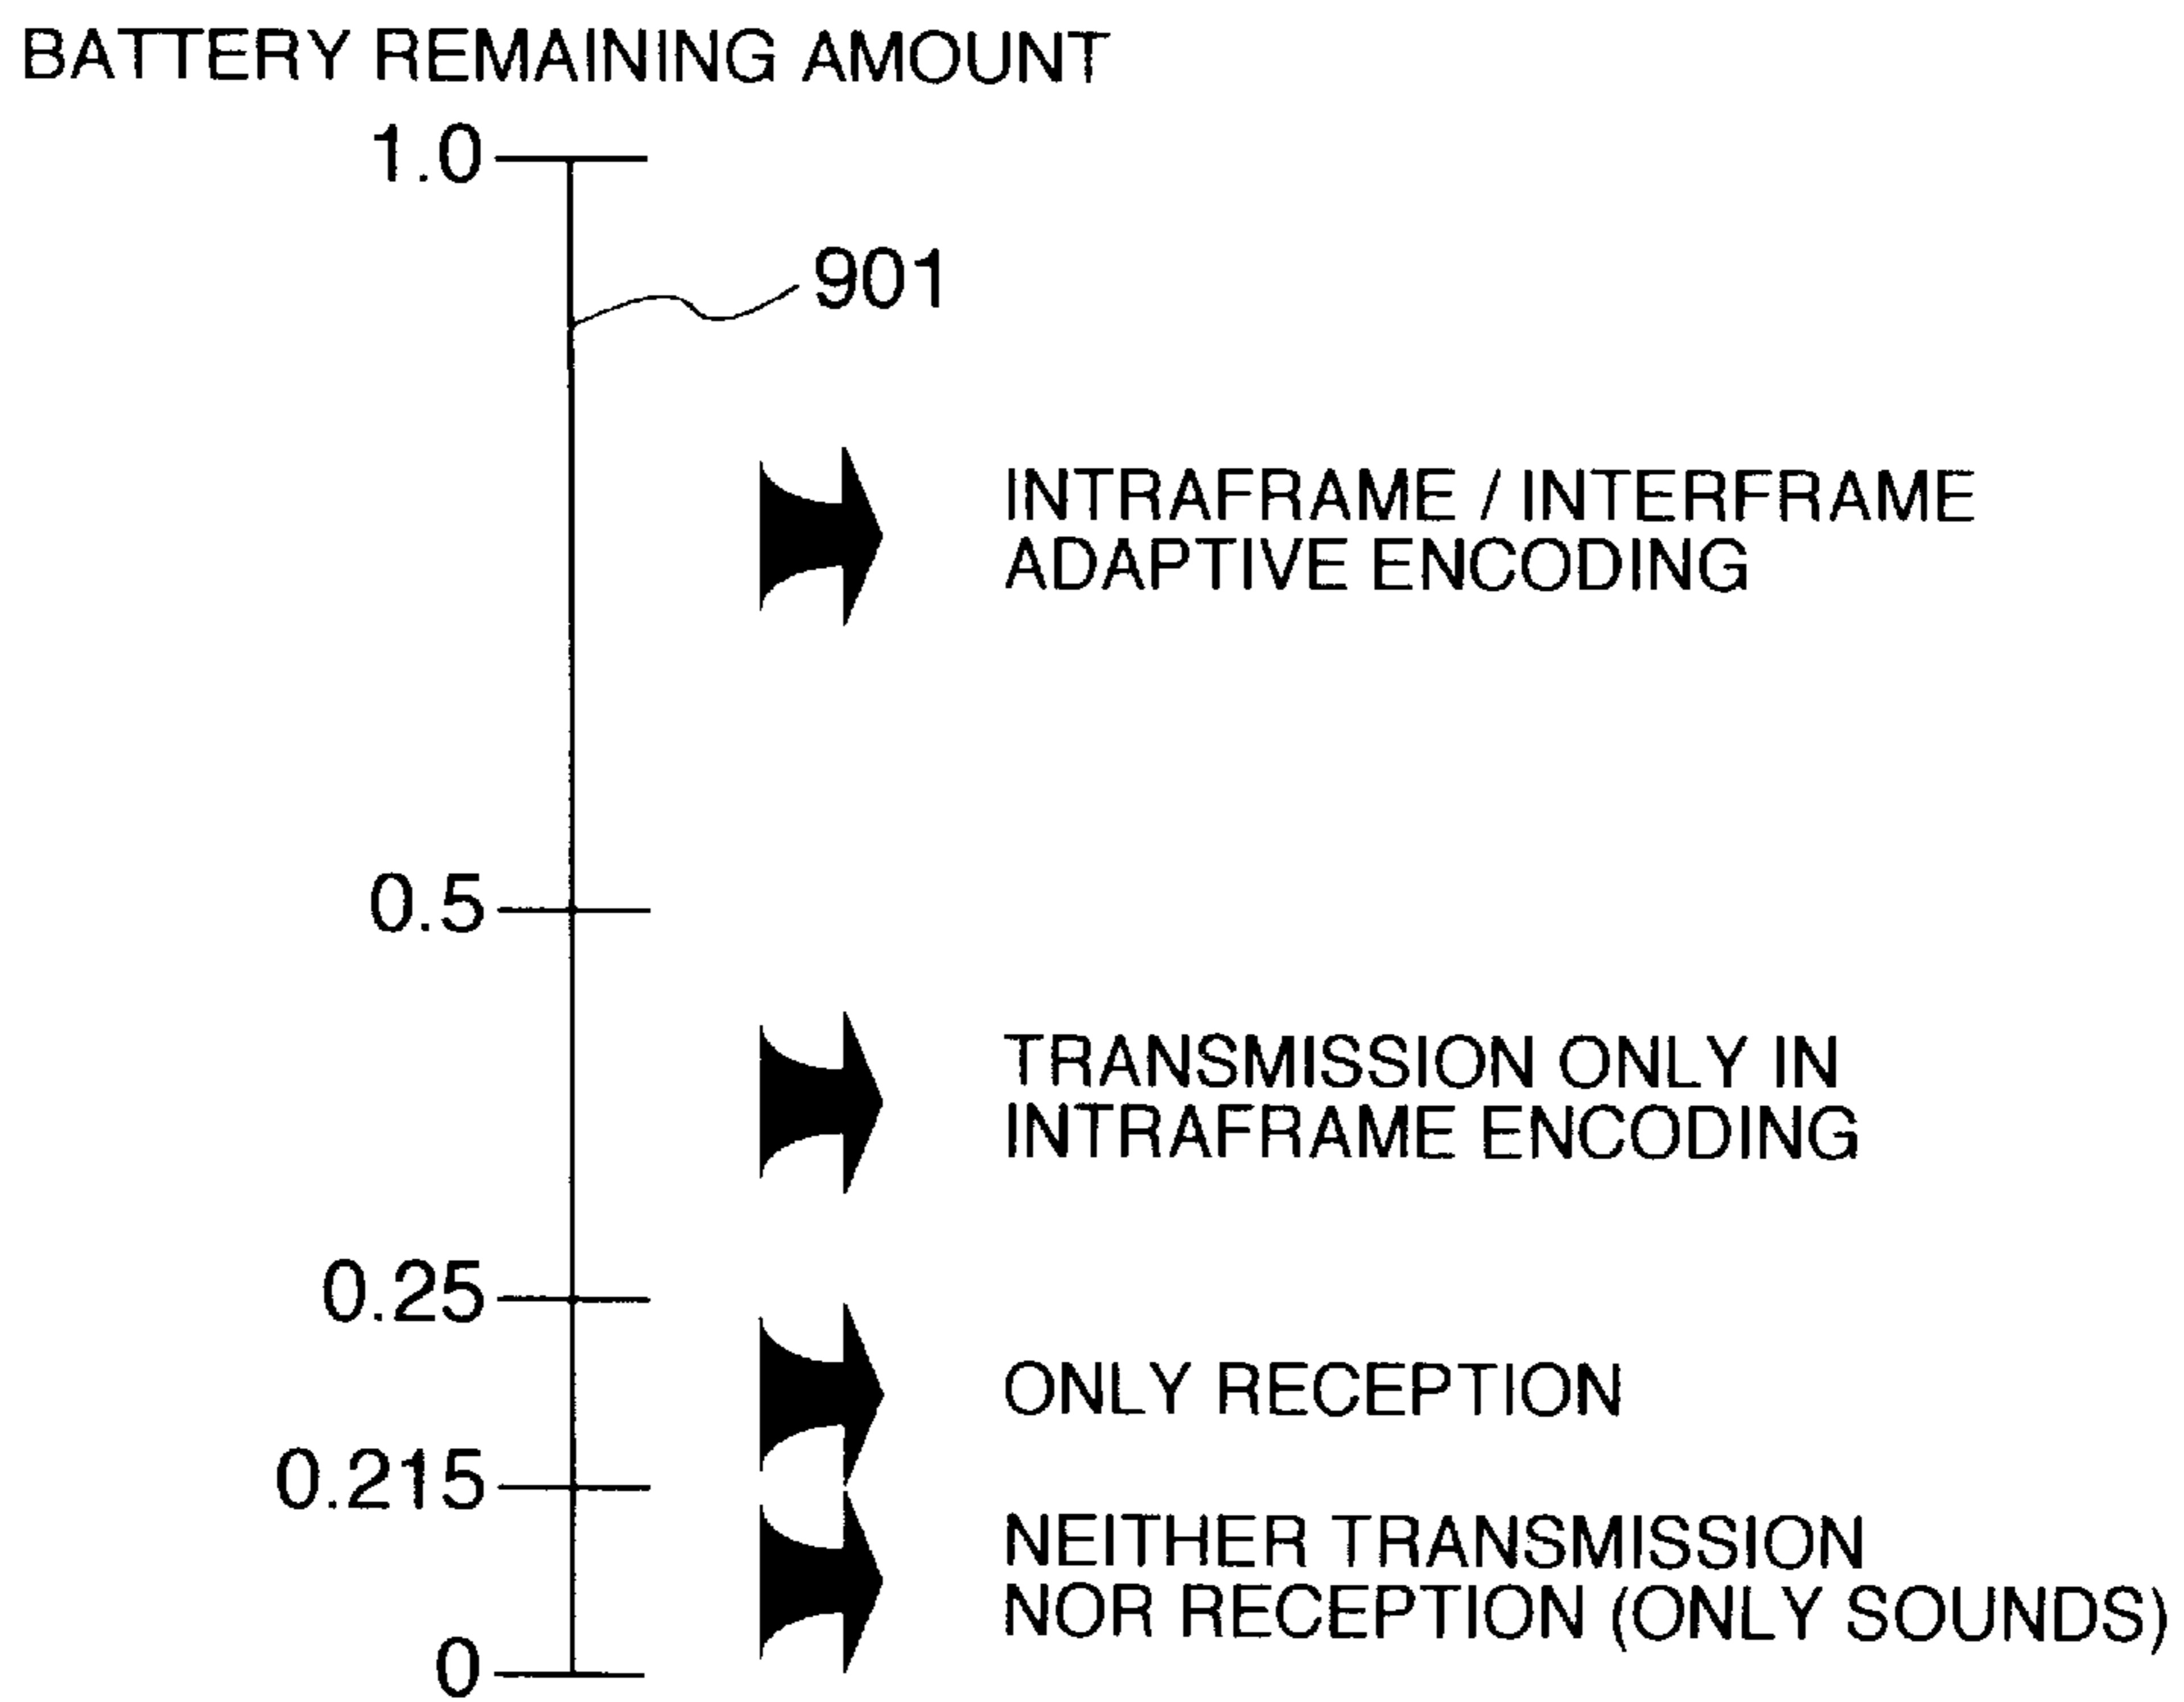 BATTERY REMAINING AMOUNT
1.0
901
INTRAFRAME / INTERFRAME
ADAPTIVE ENCODING
0.5
TRANSMISSION ONLY IN
INTRAFRAME ENCODING
0.25
ONLY RECEPTION
0.215
NEITHER TRANSMISSION
NOR RECEPTION (ONLY SOUNDS)
0